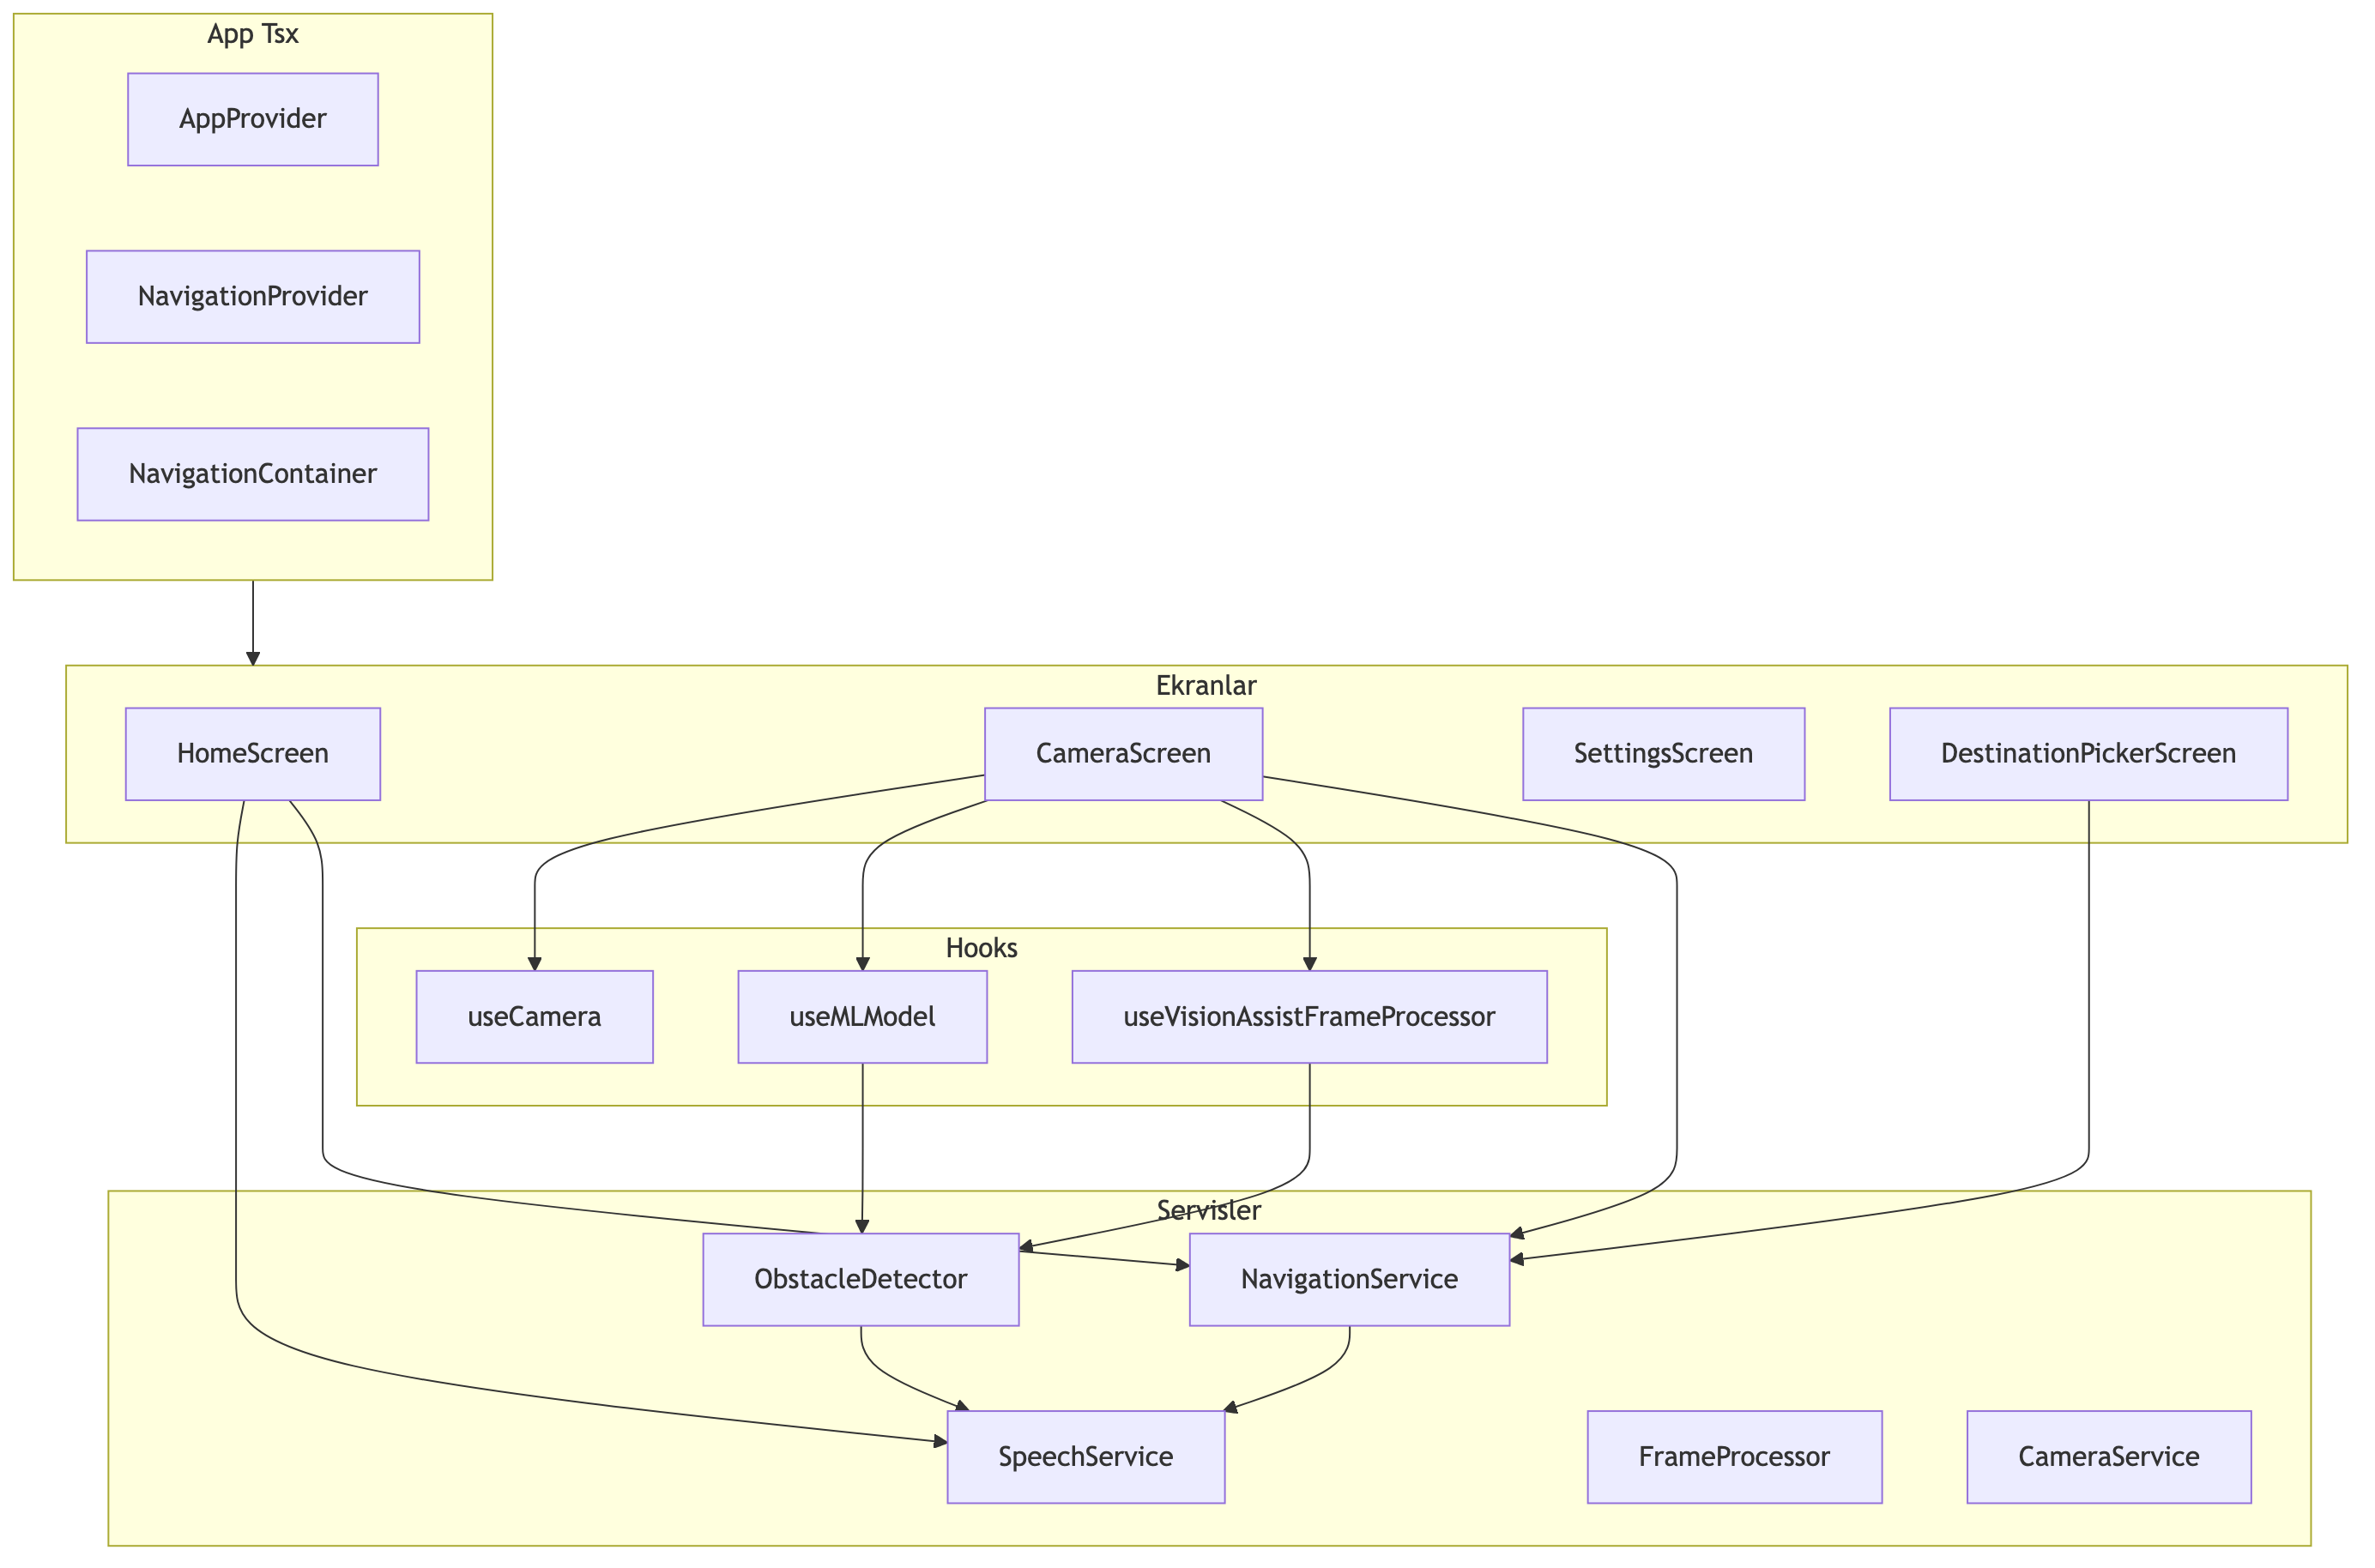 App Tsx
AppProvider
NavigationProvider
NavigationContainer
Ekranlar
HomeScreen
CameraScreen
SettingsScreen
DestinationPickerScreen
Hooks
useCamera
useMLModel
useVisionAssistFrameProcessor
Servisler
ObstacleDetector
NavigationService
SpeechService
FrameProcessor
CameraService